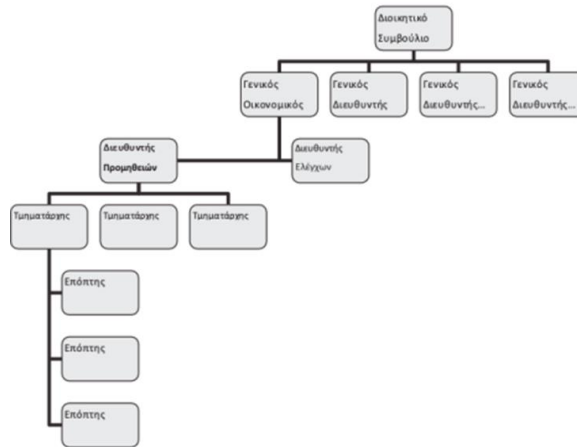 Διοικητικό
Συμβούλιο
Γενικός
Οικονομικός
Γενικός
Διευθυντής
Γενικός
Διευθυντής...
Γενικός
Διευθυντής...
Διευθυντής
Προμηθειών
Διευθυντής
Ελέγχων
Τμηματάρχης
Τμηματάρχης
Τμηματάρχης
Επόπτης
Επόπτης
Επόπτης